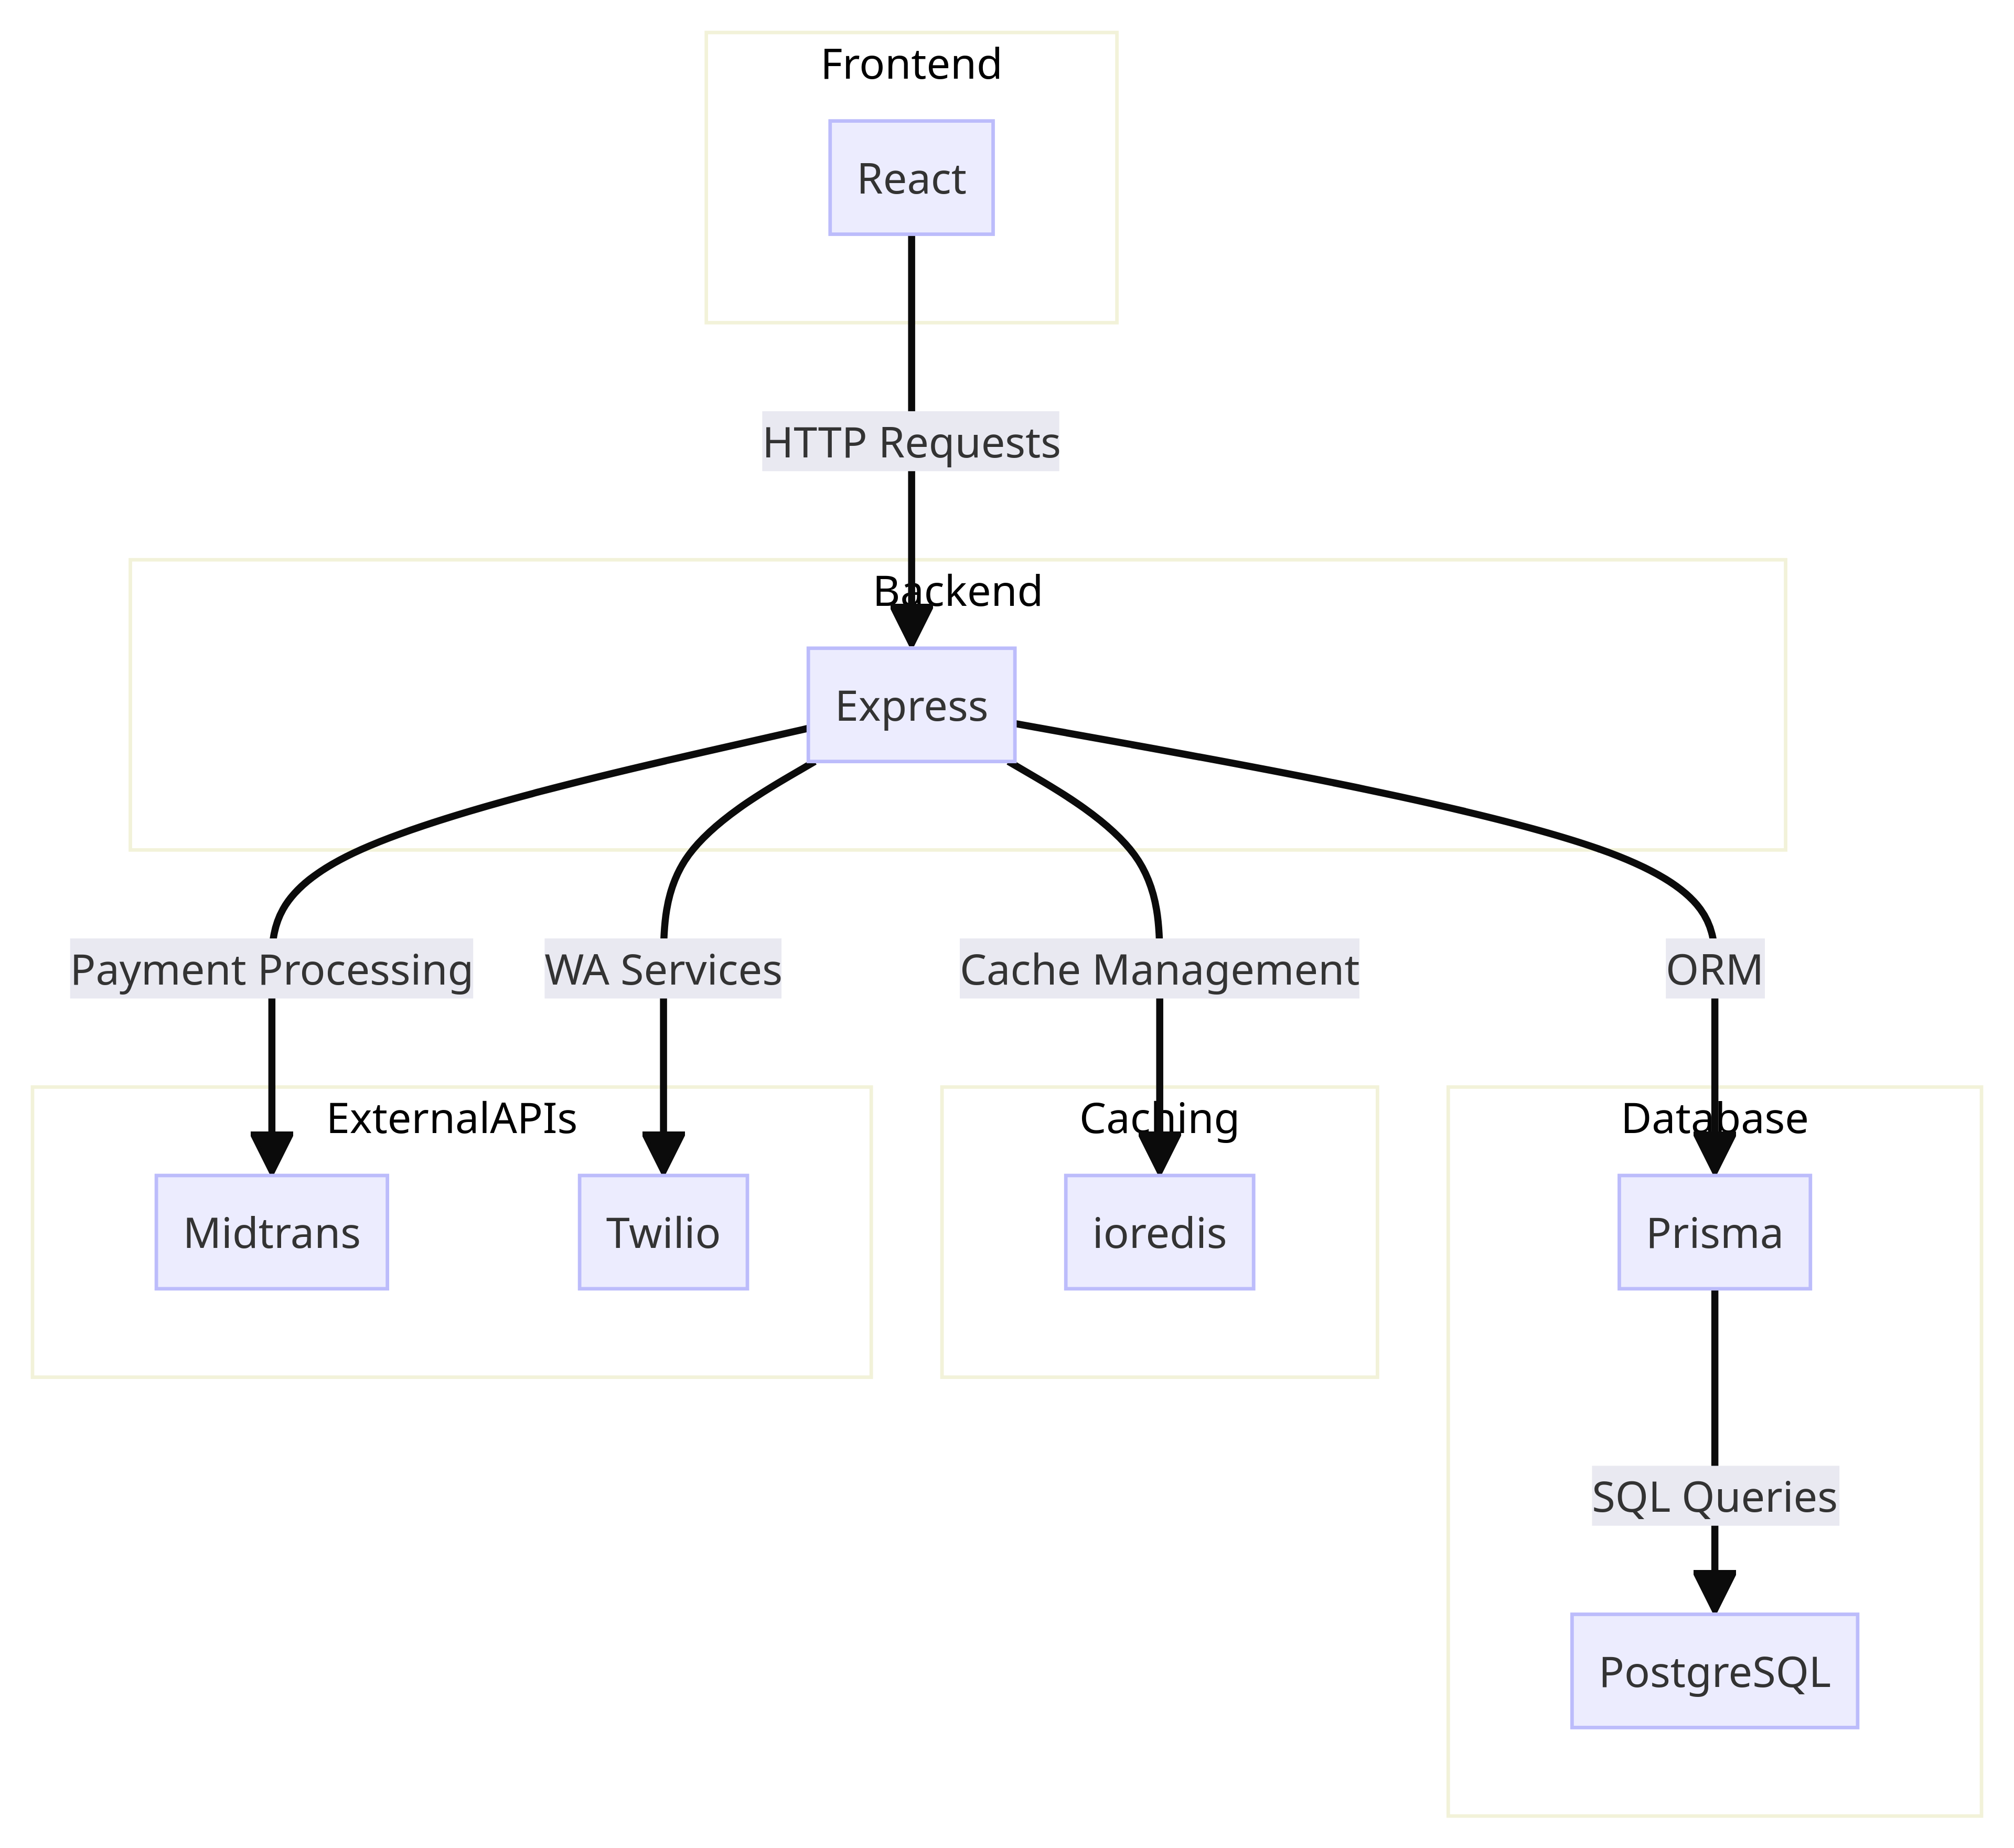 Frontend
React
HTTP Requests
Backend
Express
Payment Processing
WA Services
Cache Management
ORM
ExternalAPIs
Caching
Database
Midtrans
Twilio
ioredis
Prisma
SQL Queries
PostgreSQL